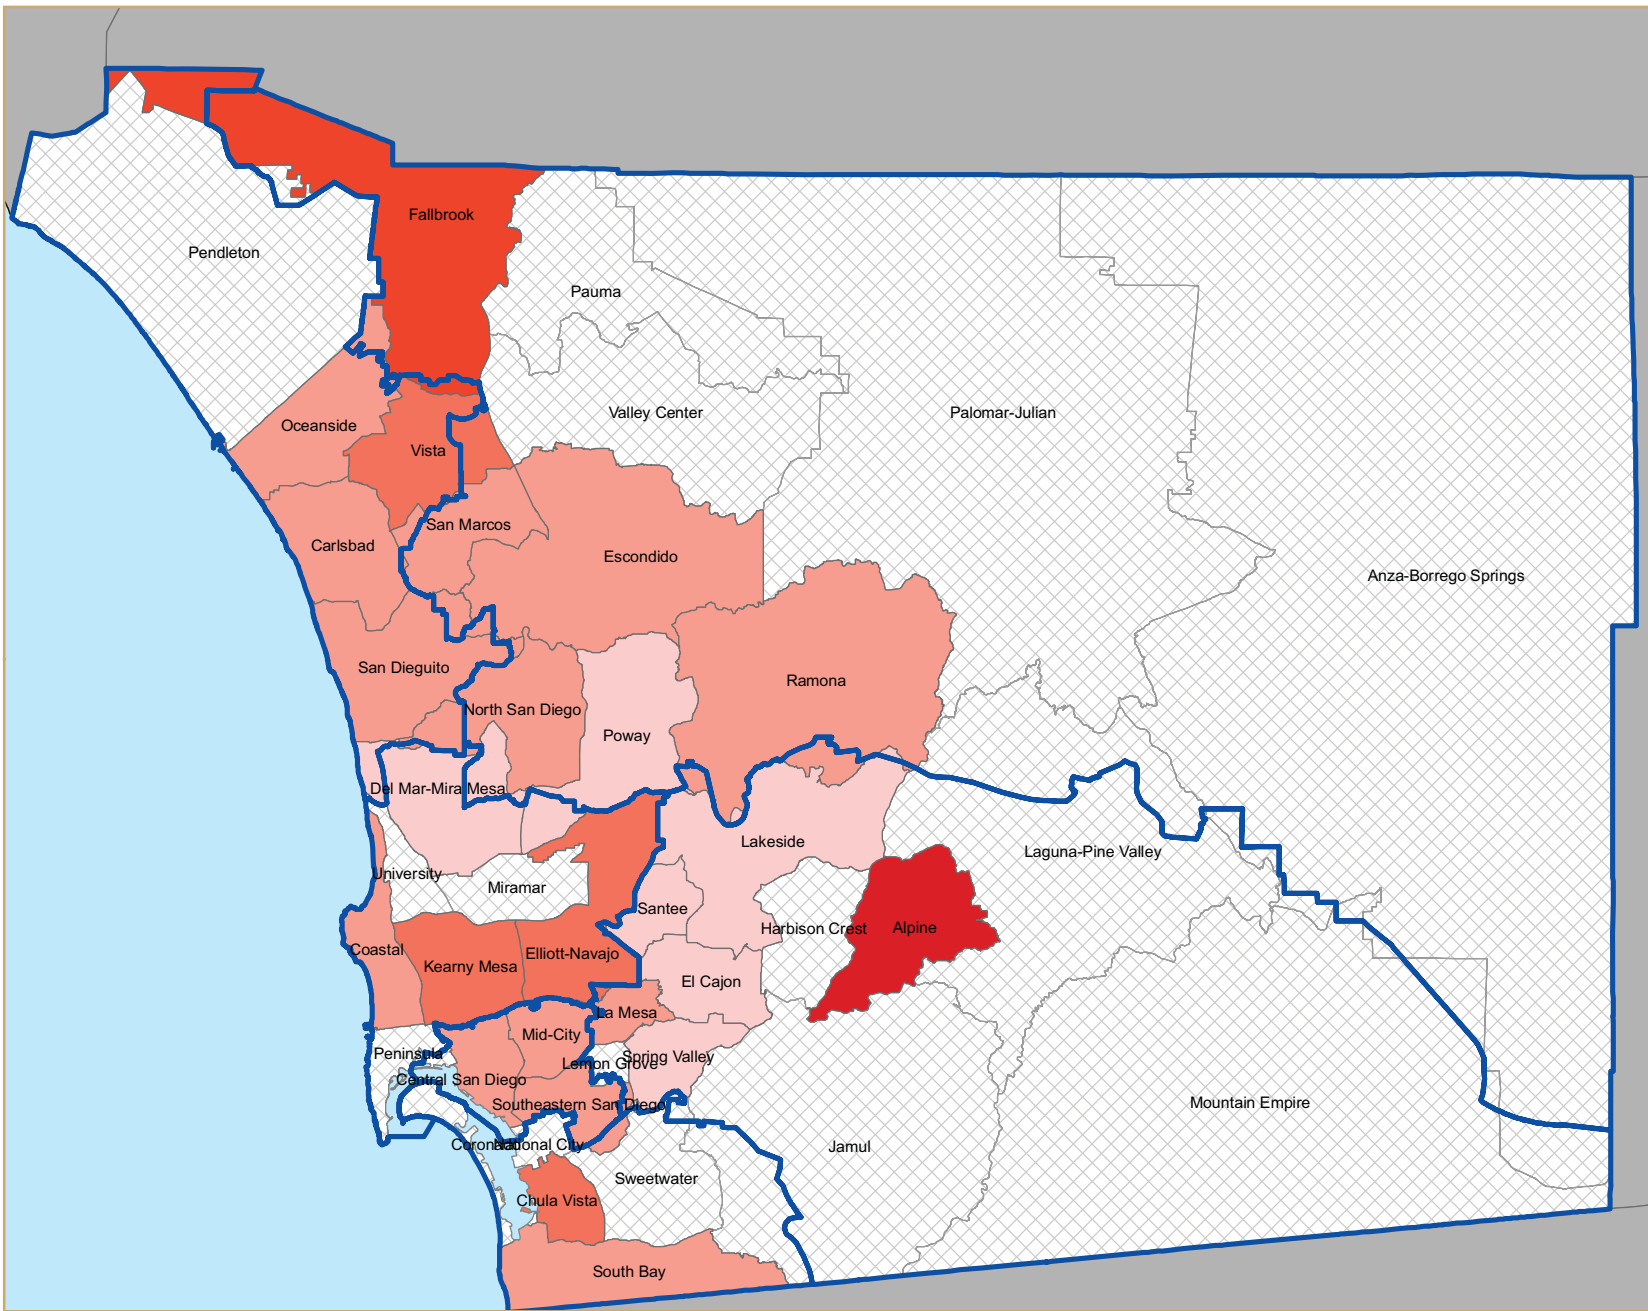 Fallbrook
Pendleton
Pauma
Valley Center
Palomar-Julian
Oceanside
Vista
San Marcos
Carlsbad
Escondido
Anza-Borrego Springs
San Dieguito
Ramona
North San Diego
Poway
Del Mar-Mira Mesa
Lakeside
Laguna-Pine Valley
University
Miramar
Santee
Harbison Crest
Alpine
Coastal
Elliott-Navajo
Kearny Mesa
El Cajon
La Mesa
Mid-City
Peninsula
Lemon Grove
Spring Valley
Central San Diego
Southeastern San Diego
Mountain Empire
Coronado
National City
Jamul
Sweetwater
Chula Vista
South Bay